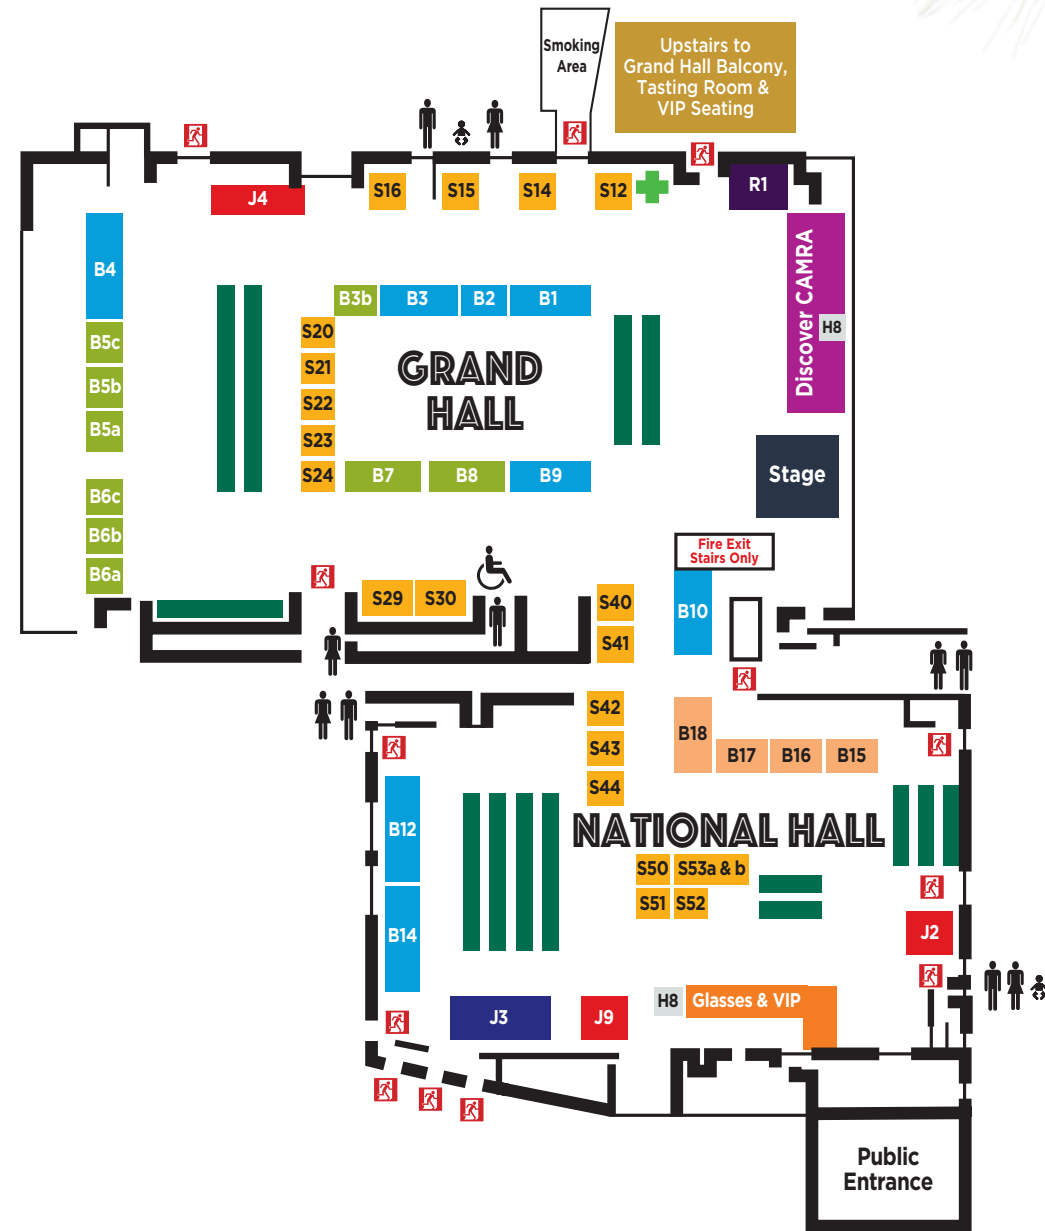 Smoking
Area
Upstairs to
Grand Hall Balcony,
Tasting Room &
VIP Seating
J4
S16
S15
S14
S12
R1
B4
B5c
B5b
B5a
B6c
B6b
B6a
B3b
B3
B2
B1
S20
S21
S22
S23
S24
GRAND
HALL
B7
B8
B9
Discover CAMRA
H8
Stage
Fire Exit
Stairs Only
S29
S30
S40
S41
B10
S42
S43
S44
B18
B17
B16
B15
B12
B14
NATIONAL HALL
S50
S53a & b
S51
S52
J2
J3
J9
H8
Glasses & VIP
Public
Entrance